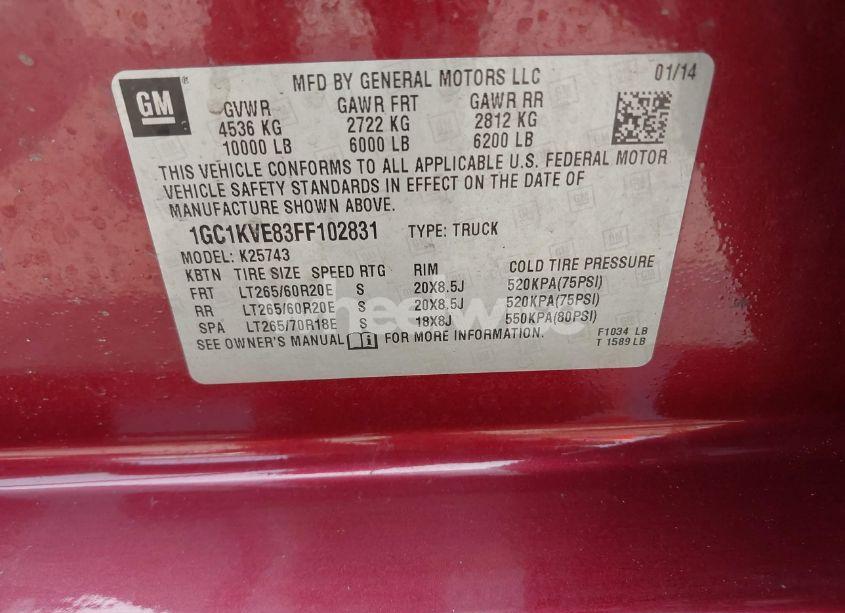 GM
MFD BY GENERAL MOTORS LLC 01/14
GVWR GAWR FRT GAWR RR
4536 KG 2722 KG 2812 KG
10000 LB 6000 LB 6200 LB
THIS VEHICLE CONFORMS TO ALL APPLICABLE U.S. FEDERAL MOTOR
VEHICLE SAFETY STANDARDS IN EFFECT ON THE DATE OF
MANUFACTURE SHOWN ABOVE.
1GC1KVE83FF102831 TYPE: TRUCK
MODEL: K25743
KBTN TIRE SIZE SPEED RTG RIM COLD TIRE PRESSURE
FRT LT265/60R20E S 20X8.5J 520KPA(75PSI)
RR LT265/60R20E S 20X8.5J 520KPA(75PSI)
SPA LT265/70R18E S 18X8J 550KPA(80PSI)
SEE OWNER'S MANUAL FOR MORE INFORMATION. F1034 LB
T 1589LB